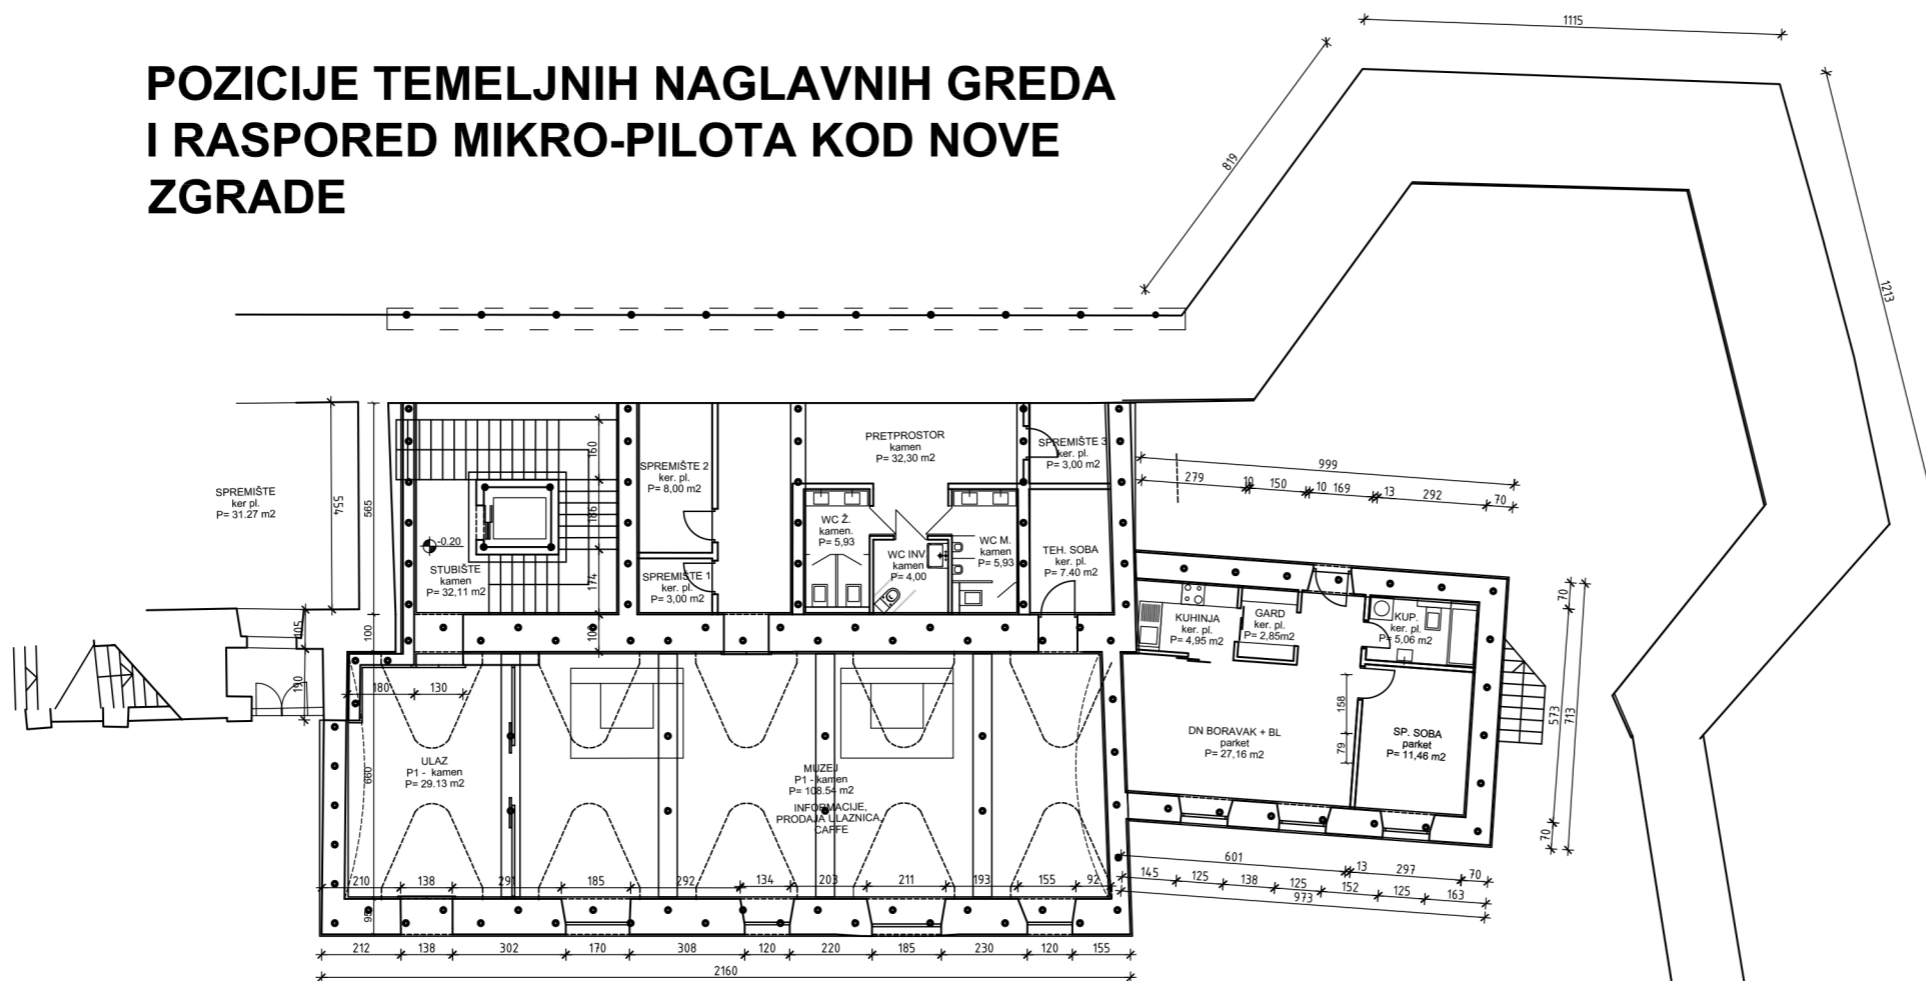 POZICIJE TEMELJNIH NAGLAVNIH GREDA
I RASPORED MIKRO-PILOTA KOD NOVE
ZGRADE
1115
819
1213
SPREMIŠTE
ker pl.
P= 31.27 m2
554
565
160
186
174
-0.20
STUBIŠTE
kamen
P= 32,11 m2
SPREMIŠTE 2
ker. pl.
P= 8,00 m2
SPREMIŠTE 1
ker. pl.
P= 3,00 m2
PRETPROSTOR
kamen
P= 32,30 m2
WC Ž.
kamen.
P= 5,93
WC INV.
kamen
P= 4,00
WC M.
kamen
P= 5,93
SPREMIŠTE 3
ker. pl.
P= 3,00 m2
TEH. SOBA
ker. pl.
P= 7.40 m2
999
279
10
150
10
169
13
292
70
KUHINJA
ker. pl.
P= 4,95 m2
GARD
ker. pl.
P= 2,85m2
KUP.
ker. pl.
P= 5,06 m2
70
573
713
70
105
190
100
100
180
130
660
ULAZ
P1 - kamen
P= 29.13 m2
MUZEJ
P1 - kamen
P= 108.54 m2
INFORMACIJE,
PRODAJA ULAZNICA,
CAFFE
DN BORAVAK + BL
parket
P= 27,16 m2
158
79
SP. SOBA
parket
P= 11,46 m2
210
138
291
185
292
134
203
211
193
155
92
95
601
13
297
70
145
125
138
125
152
125
163
973
212
138
302
170
308
120
220
185
230
120
155
2160